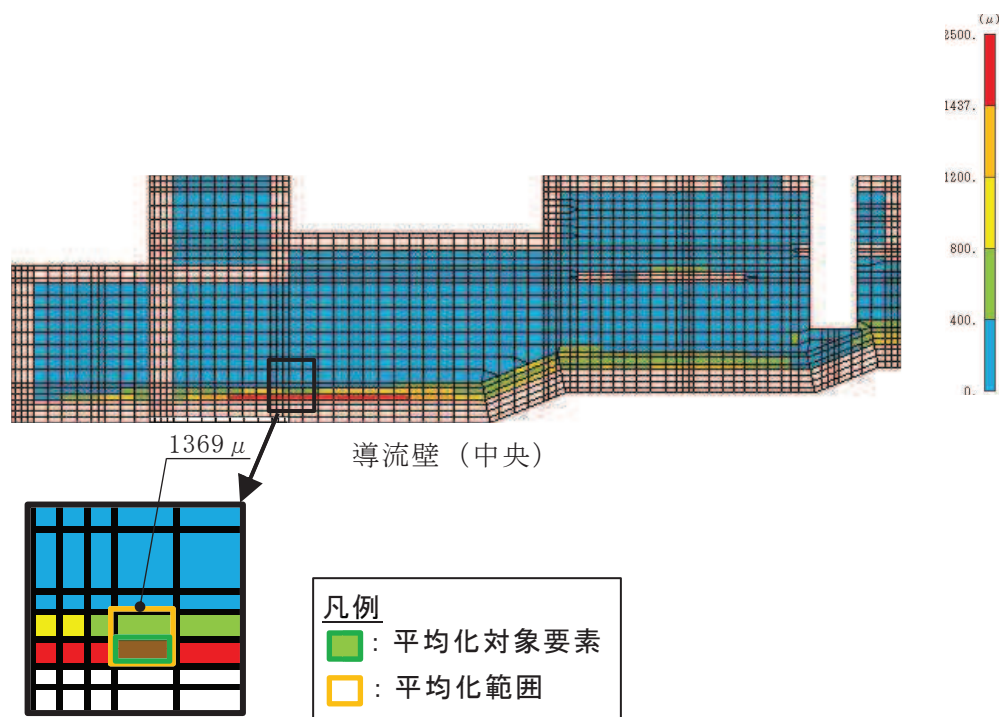 (μ)
2500.
1437.
1200.
800.
400.
0.
1369μ
導流壁（中央）
凡例
：平均化対象要素
：平均化範囲